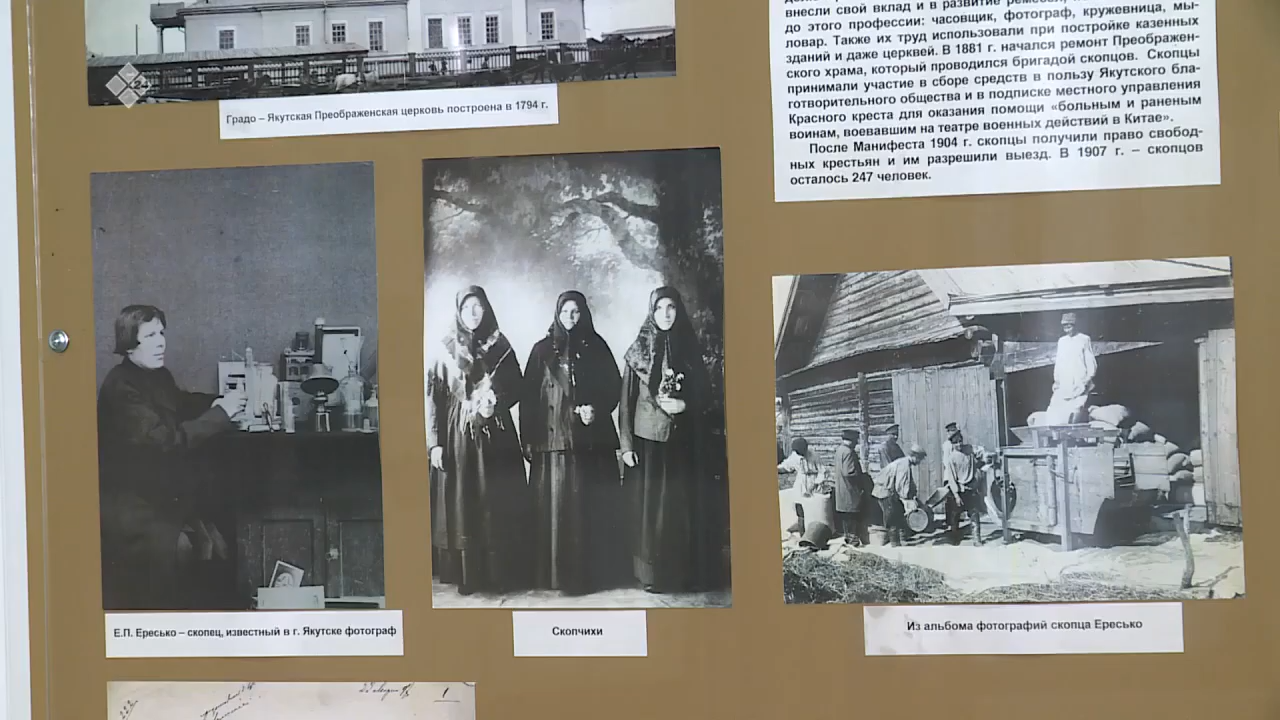 внесли свой вклад и в развитие ремесел,
до этого профессии: часовщик, фотограф, кружевница, мы-
ловар. Также их труд использовали при постройке казенных
зданий и даже церквей. В 1881 г. начался ремонт Преображен-
ского храма, который проводился бригадой скопцов. Скопцы
принимали участие в сборе средств в пользу Якутского бла-
готворительного общества и в подписке местного управления
Красного креста для оказания помощи «больным и раненым
воинам, воевавшим на театре военных действий в Китае».
После Манифеста 1904 г. скопцы получили право свобод-
ных крестьян и им разрешили выезд. В 1907 г. – скопцов
осталось 247 человек.
Градо – Якутская Преображенская церковь построена в 1794 г.
Е.П. Ересько – скопец, известный в г. Якутске фотограф
Скопчихи
Из альбома фотографий скопца Ересько